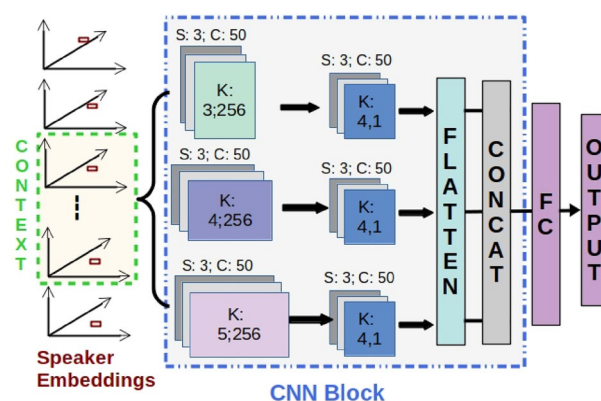 S: 3; C: 50
K:
3;256
S: 3; C: 50
K:
4,1
S: 3; C: 50
K:
4;256
S: 3; C: 50
K:
4,1
S: 3; C: 50
K:
5;256
S: 3; C: 50
K:
4,1
CONTEXT
FLATTEN
CONCAT
FC
OUTPUT
Speaker
Embeddings
CNN Block